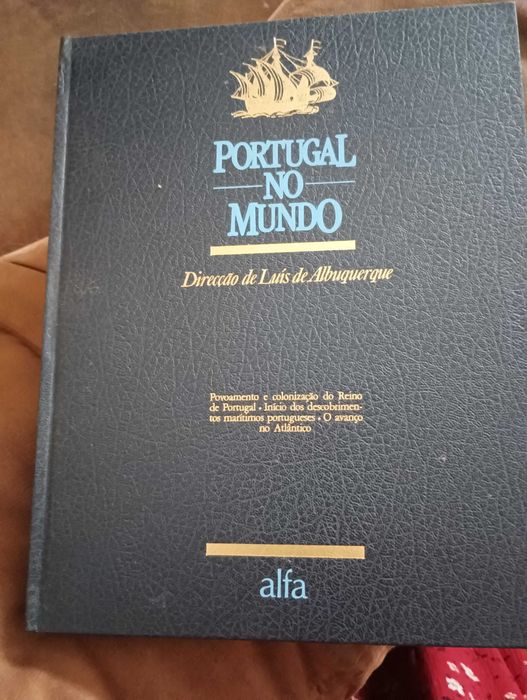 PORTUGAL
NO
MUNDO
Direcção de Luís de Albuquerque
Povoamento e colonização do Reino
de Portugal • Início dos descobrimen-
tos marítimos portugueses • O avanço
no Atlântico
alfa